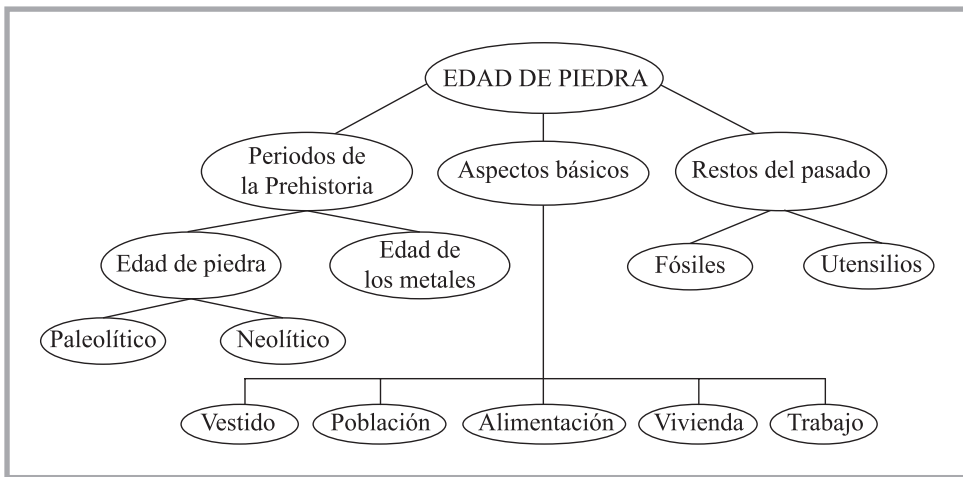 EDAD DE PIEDRA
Periodos de
la Prehistoria
Aspectos básicos
Restos del pasado
Edad de piedra
Edad de
los metales
Fósiles
Utensilios
Paleolítico
Neolítico
Vestido
Población
Alimentación
Vivienda
Trabajo